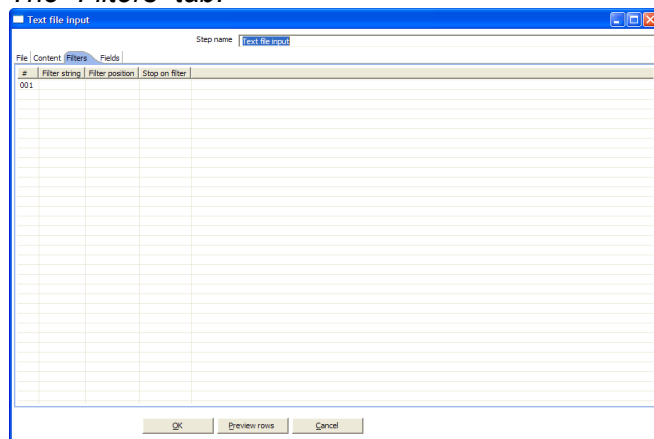 The "Filters" tab:
Text file input
Step name Text file input
File Content Filters Fields
# Filter string Filter position Stop on filter
001
OK Preview rows Cancel